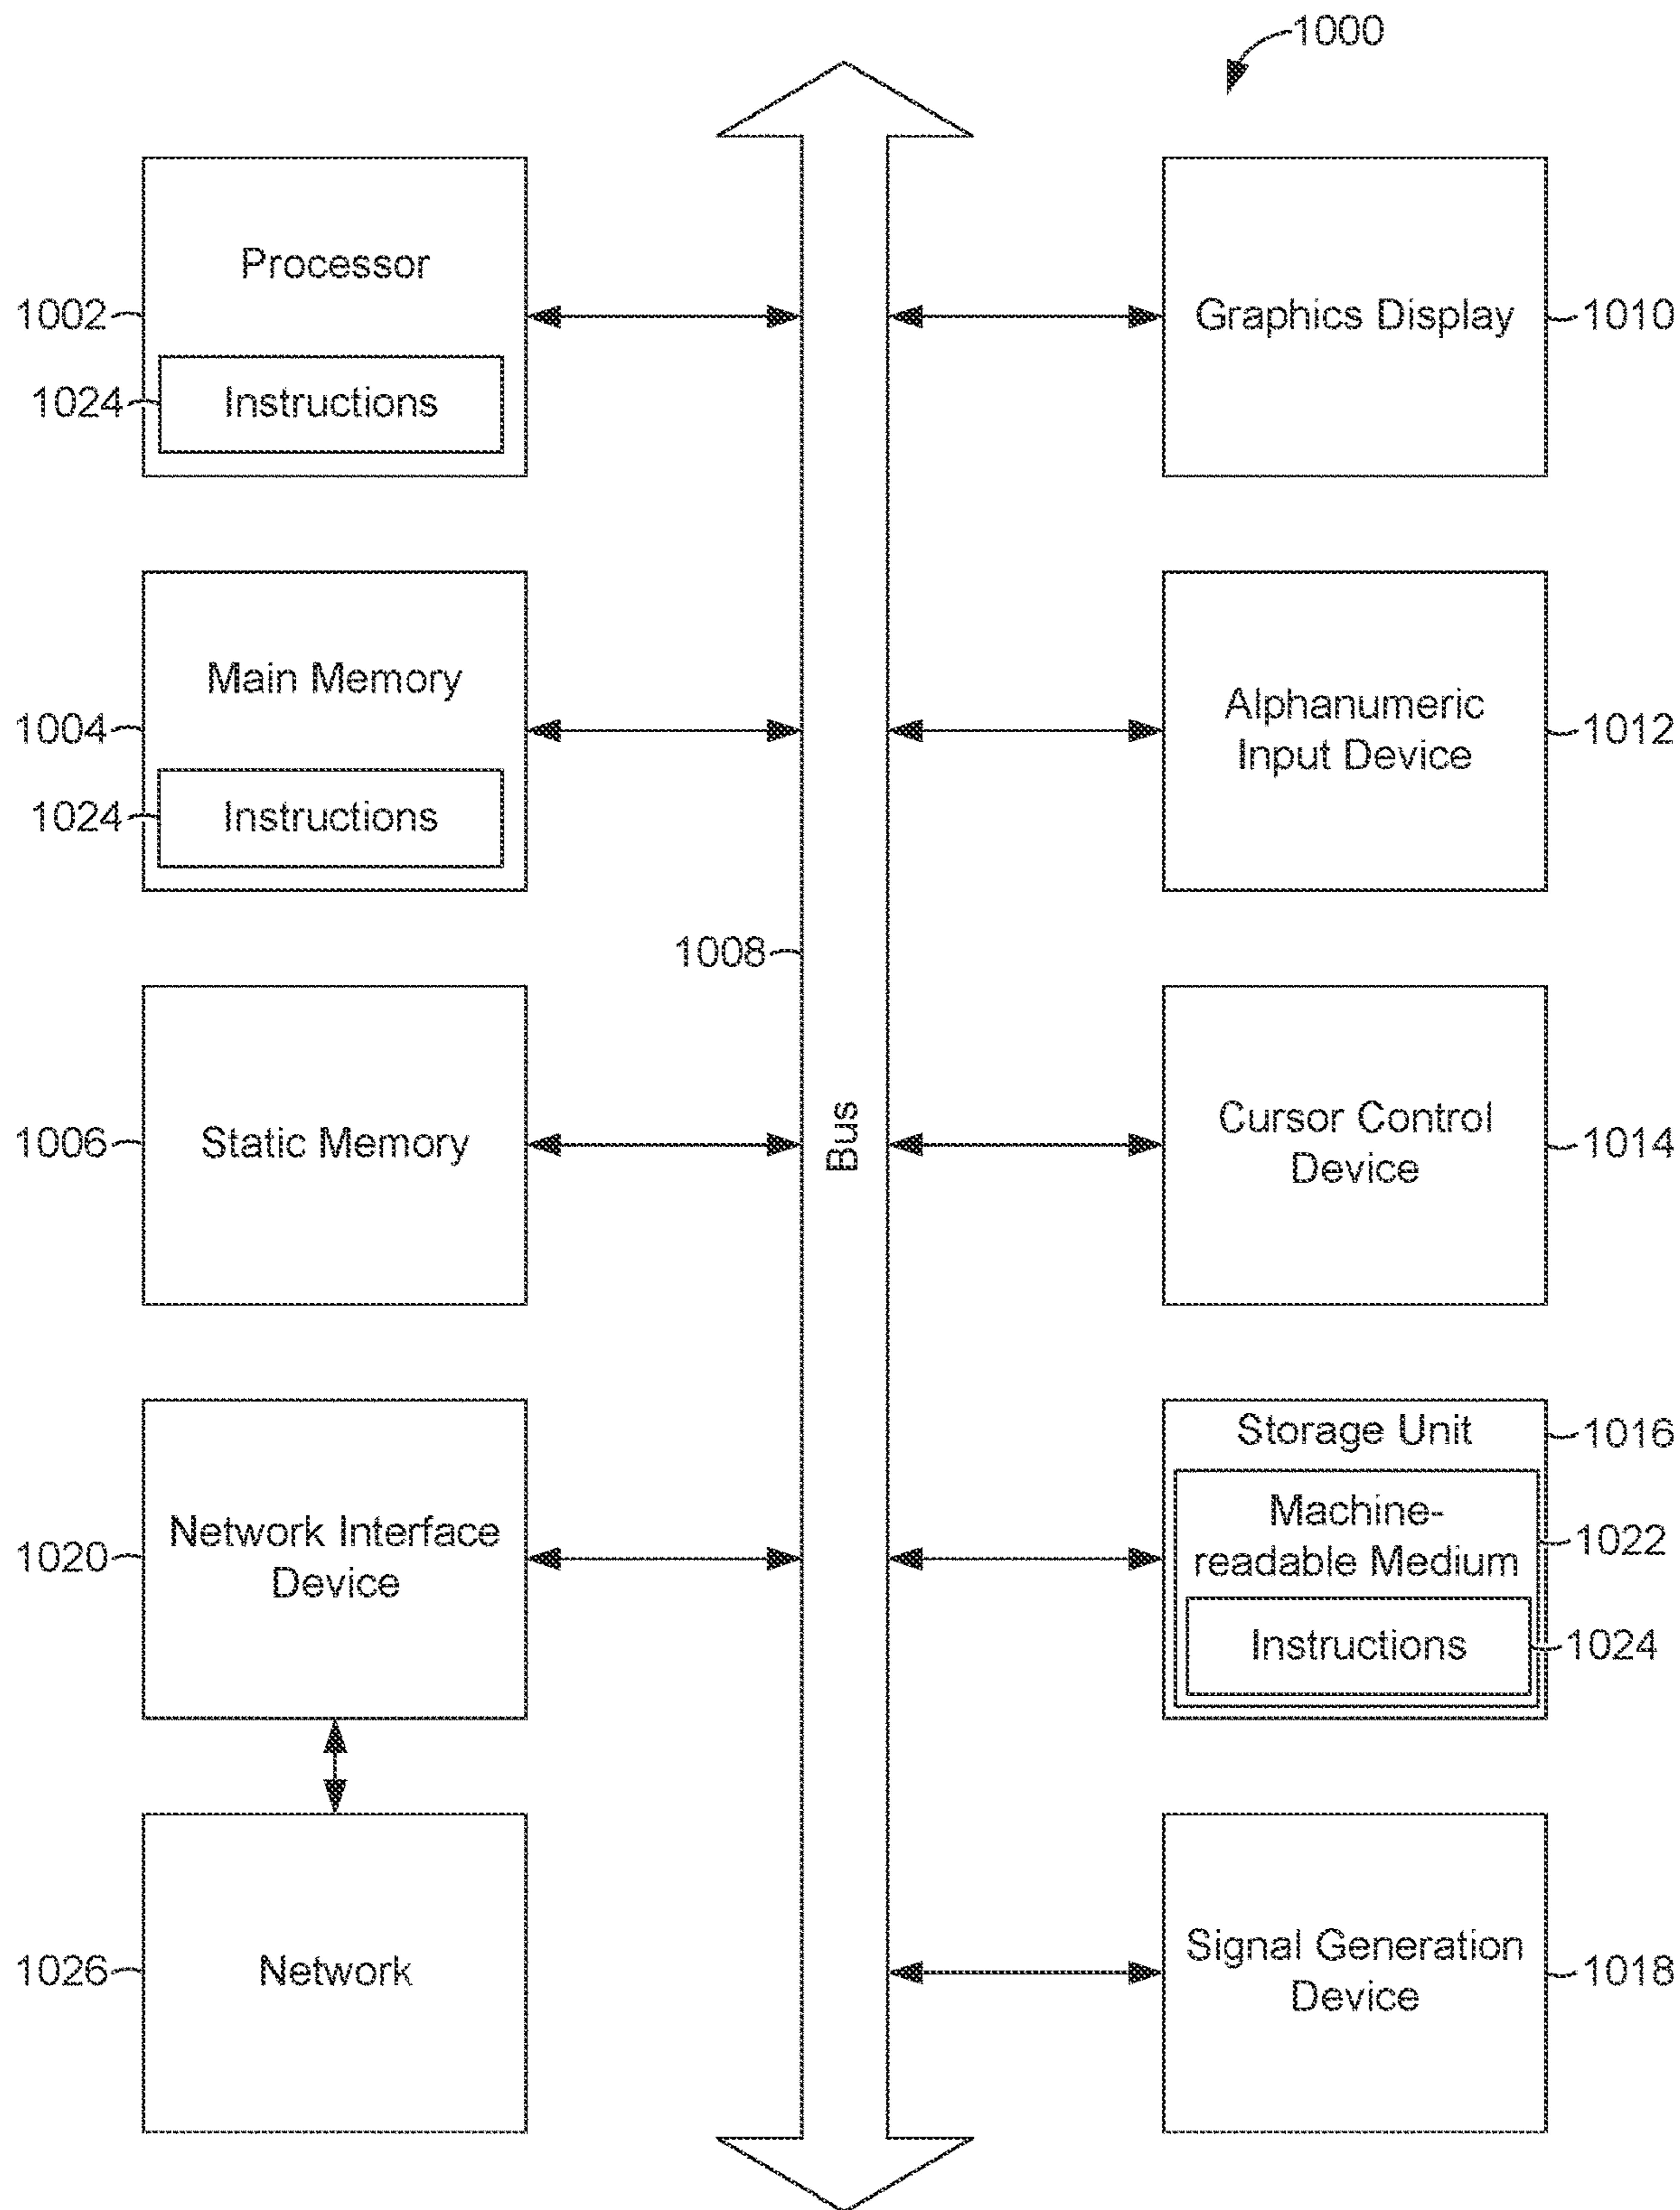 1000
Processor
1002
1024
Instructions
Main Memory
1004
1024
Instructions
1008
Static Memory
1006
Network Interface
Device
1020
Network
1026
Bus
Graphics Display
1010
Alphanumeric
Input Device
1012
Cursor Control
Device
1014
Storage Unit
1016
Machine-
readable Medium
1022
Instructions
1024
Signal Generation
Device
1018